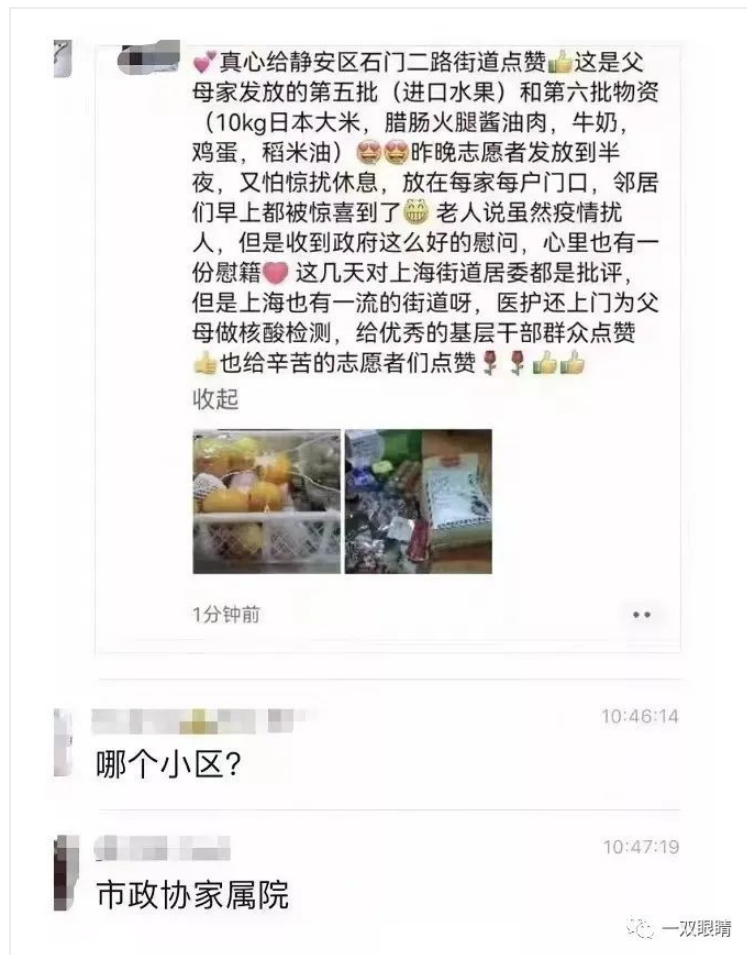 💕真心给静安区石门二路街道点赞👍这是父
母家发放的第五批（进口水果）和第六批物资
（10kg日本大米，腊肠火腿酱油肉，牛奶，
鸡蛋，稻米油）😍😍昨晚志愿者发放到半
夜，又怕惊扰休息，放在每家每户门口，邻居
们早上都被惊喜到了😁 老人说虽然疫情扰
人，但是收到政府这么好的慰问，心里也有一
份慰籍❤️ 这几天对上海街道居委都是批评，
但是上海也有一流的街道呀，医护还上门为父
母做核酸检测，给优秀的基层干部群众点赞
👍也给辛苦的志愿者们点赞🌹🌹👍👍
收起
1分钟前
10:46:14
哪个小区？
10:47:19
市政协家属院
一双眼睛